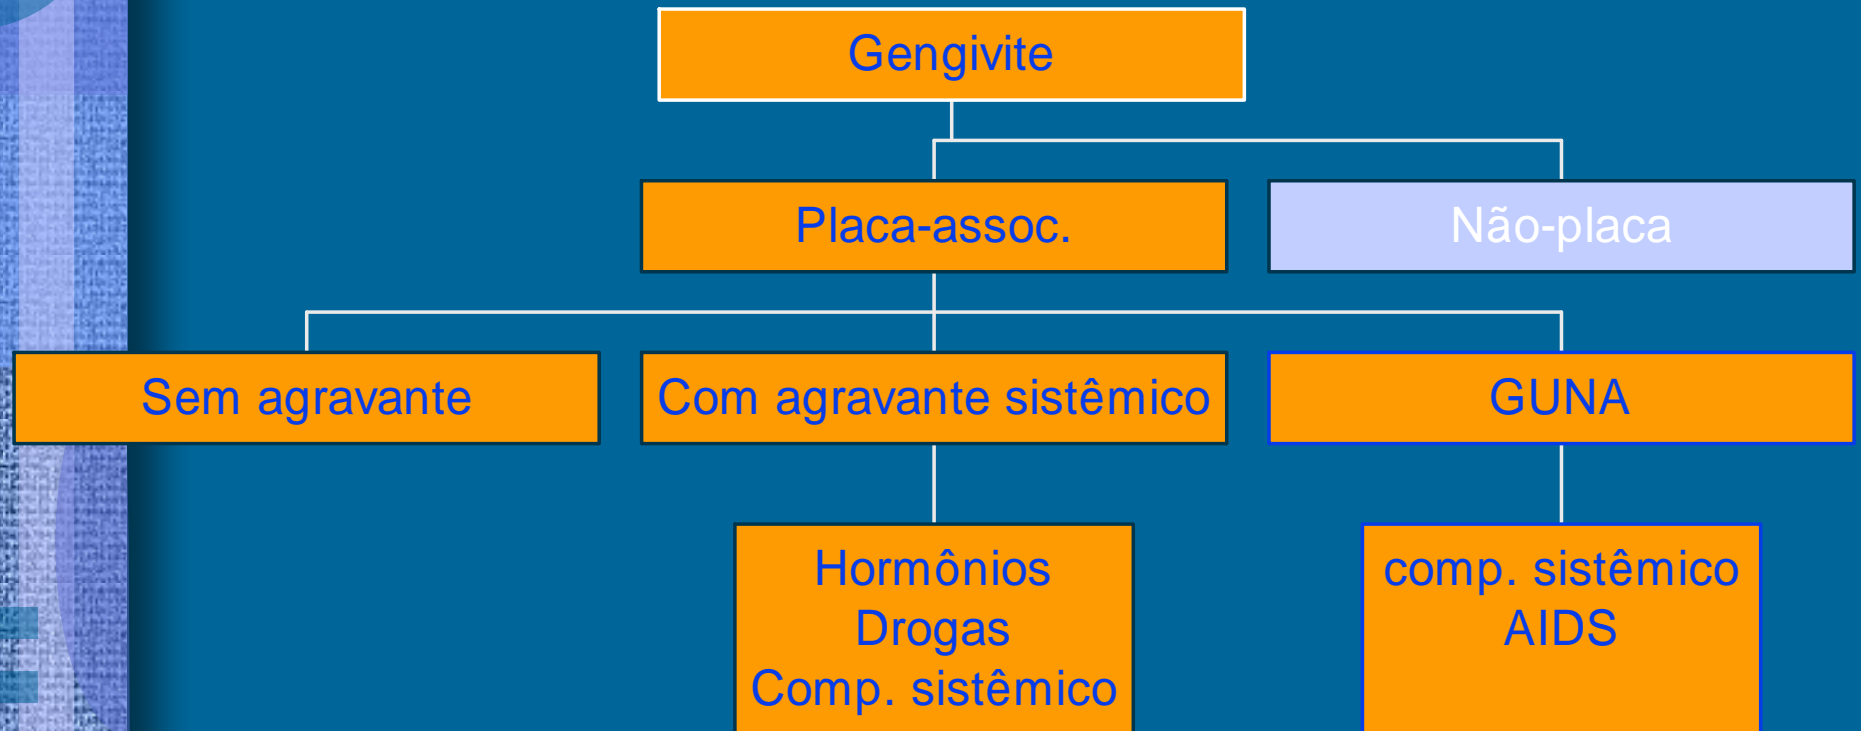 Gengivite
Placa-assoc.
Não-placa
Sem agravante
Com agravante sistêmico
GUNA
Hormônios
Drogas
Comp. sistêmico
comp. sistêmico
AIDS